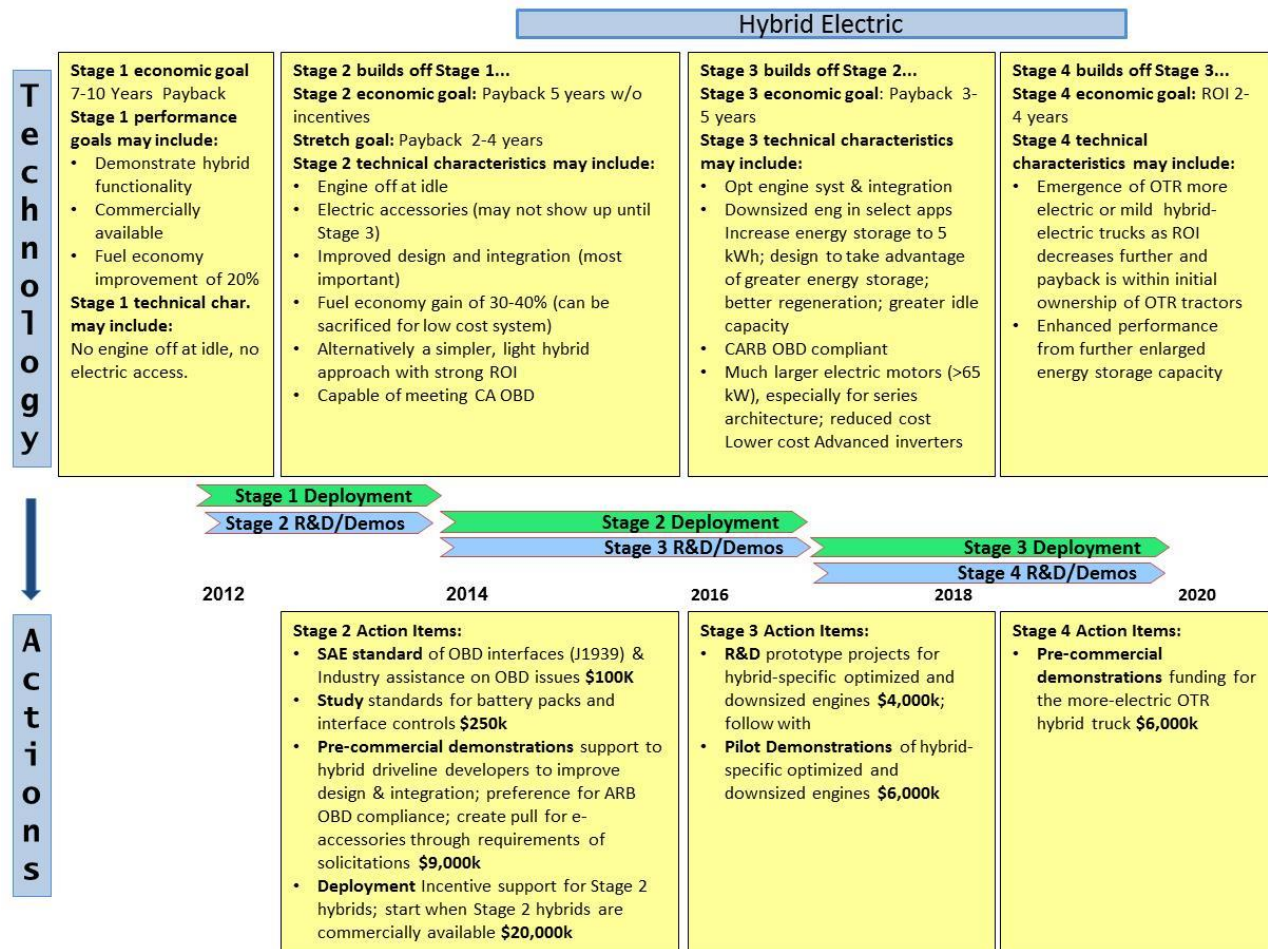 Hybrid Electric
Technology
Stage 1 economic goal
7-10 Years Payback
Stage 1 performance
goals may include:
• Demonstrate hybrid
functionality
• Commercially
available
• Fuel economy
improvement of 20%
Stage 1 technical char.
may include:
No engine off at idle, no
electric access.
Stage 2 builds off Stage 1...
Stage 2 economic goal: Payback 5 years w/o
incentives
Stretch goal: Payback 2-4 years
Stage 2 technical characteristics may include:
• Engine off at idle
• Electric accessories (may not show up until
Stage 3)
• Improved design and integration (most
important)
• Fuel economy gain of 30-40% (can be
sacrificed for low cost system)
• Alternatively a simpler, light hybrid
approach with strong ROI
• Capable of meeting CA OBD
Stage 3 builds off Stage 2...
Stage 3 economic goal: Payback 3-
5 years
Stage 3 technical characteristics
may include:
• Opt engine syst & integration
• Downsized eng in select apps
Increase energy storage to 5
kWh; design to take advantage
of greater energy storage;
better regeneration; greater idle
capacity
• CARB OBD compliant
• Much larger electric motors (>65
kW), especially for series
architecture; reduced cost
Lower cost Advanced inverters
Stage 4 builds off Stage 3...
Stage 4 economic goal: ROI 2-
4 years
Stage 4 technical
characteristics may include:
• Emergence of OTR more
electric or mild hybrid-
electric trucks as ROI
decreases further and
payback is within initial
ownership of OTR tractors
• Enhanced performance
from further enlarged
energy storage capacity
Stage 1 Deployment
Stage 2 R&D/Demos
Stage 2 Deployment
Stage 3 R&D/Demos
Stage 3 Deployment
Stage 4 R&D/Demos
2012
2014
2016
2018
2020
Actions
Stage 2 Action Items:
• SAE standard of OBD interfaces (J1939) &
Industry assistance on OBD issues $100K
• Study standards for battery packs and
interface controls $250k
• Pre-commercial demonstrations support to
hybrid driveline developers to improve
design & integration; preference for ARB
OBD compliance; create pull for e-
accessories through requirements of
solicitations $9,000k
• Deployment Incentive support for Stage 2
hybrids; start when Stage 2 hybrids are
commercially available $20,000k
Stage 3 Action Items:
• R&D prototype projects for
hybrid-specific optimized and
downsized engines $4,000k;
follow with
• Pilot Demonstrations of hybrid-
specific optimized and
downsized engines $6,000k
Stage 4 Action Items:
• Pre-commercial
demonstrations funding for
the more-electric OTR
hybrid truck $6,000k